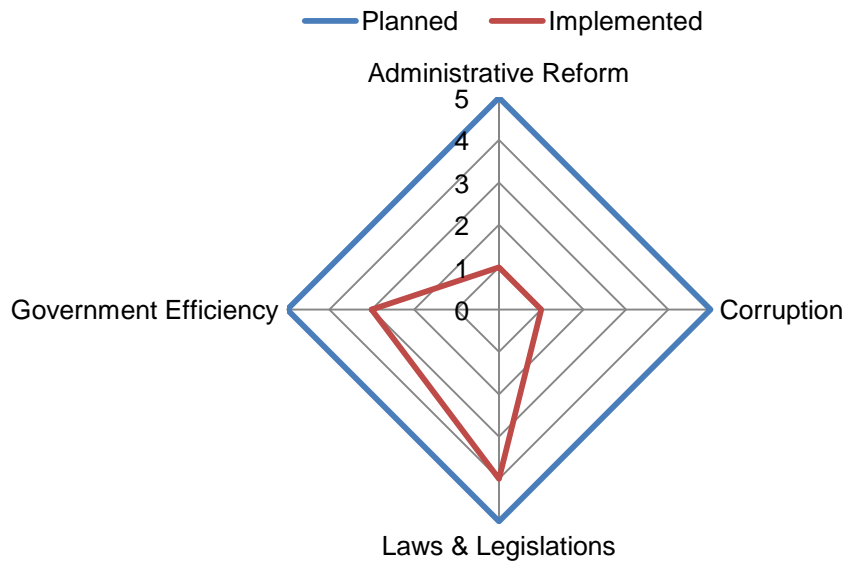 Planned Implemented
Administrative Reform
5
4
3
2
1
0
Government Efficiency
Corruption
Laws & Legislations